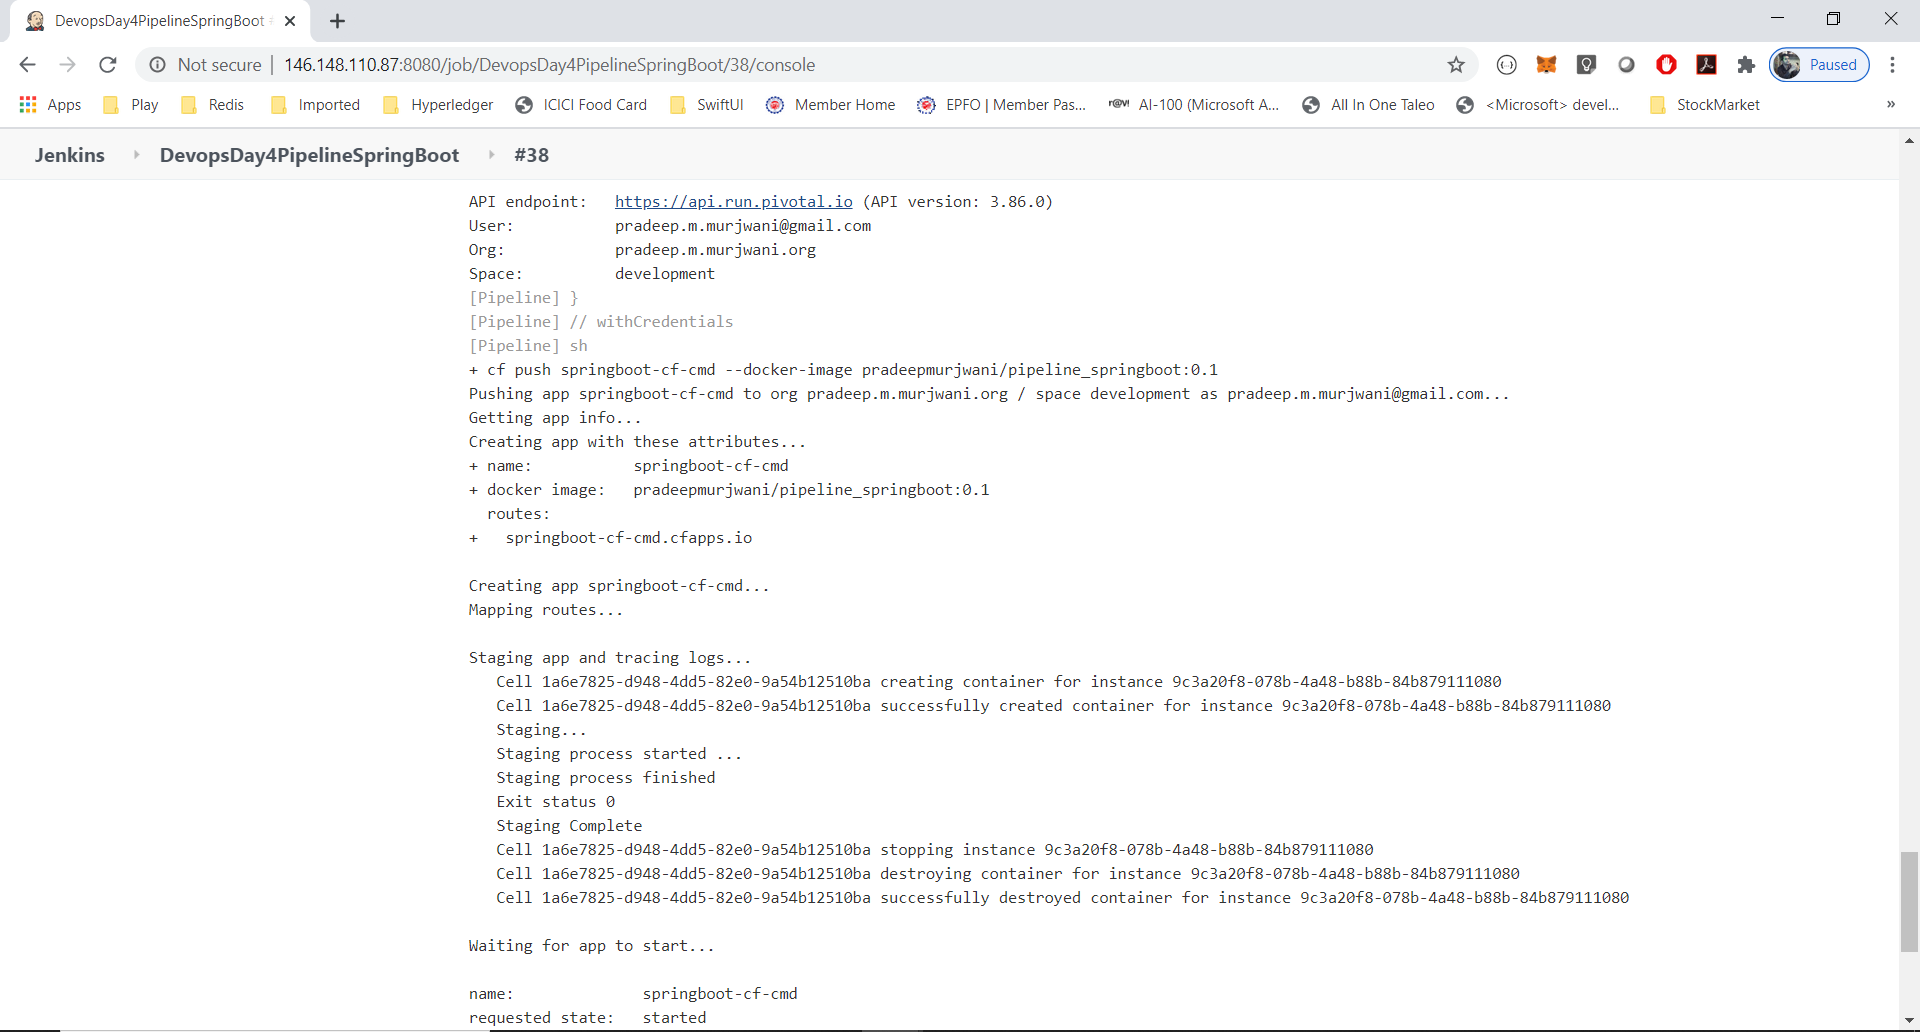 DevopsDay4PipelineSpringBoot
Not secure | 146.148.110.87:8080/job/DevopsDay4PipelineSpringBoot/38/console
Paused
Apps Play Redis Imported Hyperledger ICICI Food Card SwiftUI Member Home EPFO | Member Pas... r@v! AI-100 (Microsoft A... All In One Taleo <Microsoft> devel... StockMarket »
Jenkins DevopsDay4PipelineSpringBoot #38
API endpoint: https://api.run.pivotal.io (API version: 3.86.0)
User: pradeep.m.murjwani@gmail.com
Org: pradeep.m.murjwani.org
Space: development
[Pipeline] }
[Pipeline] // withCredentials
[Pipeline] sh
+ cf push springboot-cf-cmd --docker-image pradeepmurjwani/pipeline_springboot:0.1
Pushing app springboot-cf-cmd to org pradeep.m.murjwani.org / space development as pradeep.m.murjwani@gmail.com...
Getting app info...
Creating app with these attributes...
+ name: springboot-cf-cmd
+ docker image: pradeepmurjwani/pipeline_springboot:0.1
routes:
+ springboot-cf-cmd.cfapps.io
Creating app springboot-cf-cmd...
Mapping routes...
Staging app and tracing logs...
Cell 1a6e7825-d948-4dd5-82e0-9a54b12510ba creating container for instance 9c3a20f8-078b-4a48-b88b-84b879111080
Cell 1a6e7825-d948-4dd5-82e0-9a54b12510ba successfully created container for instance 9c3a20f8-078b-4a48-b88b-84b879111080
Staging...
Staging process started ...
Staging process finished
Exit status 0
Staging Complete
Cell 1a6e7825-d948-4dd5-82e0-9a54b12510ba stopping instance 9c3a20f8-078b-4a48-b88b-84b879111080
Cell 1a6e7825-d948-4dd5-82e0-9a54b12510ba destroying container for instance 9c3a20f8-078b-4a48-b88b-84b879111080
Cell 1a6e7825-d948-4dd5-82e0-9a54b12510ba successfully destroyed container for instance 9c3a20f8-078b-4a48-b88b-84b879111080
Waiting for app to start...
name: springboot-cf-cmd
requested state: started